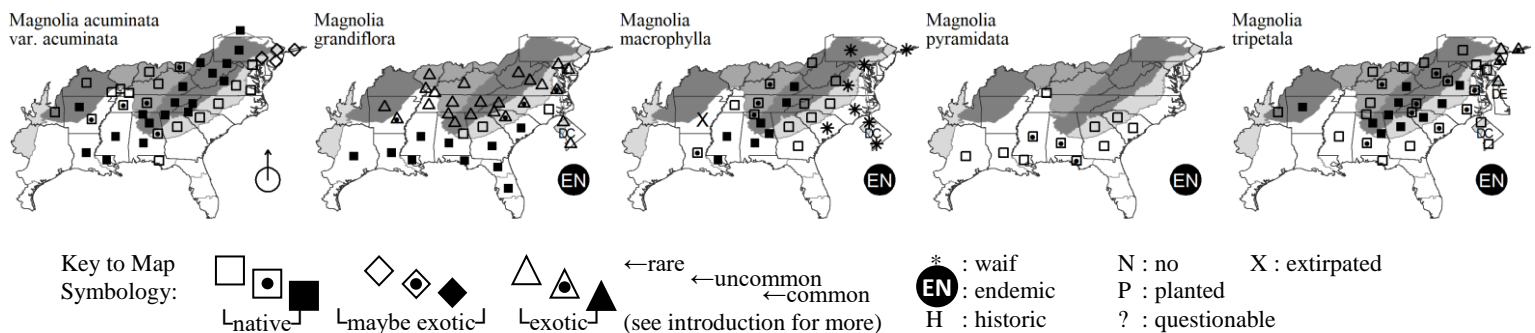 Magnolia acuminata
var. acuminata
Magnolia
grandiflora
Magnolia
macrophylla
Magnolia
pyramidata
Magnolia
tripetala
X
DC
DC
DE
DC
EN
EN
EN
EN
Key to Map
Symbology:
native
maybe exotic
exotic
←rare
←uncommon
←common
(see introduction for more)
* : waif
EN : endemic
H : historic
N : no
P : planted
? : questionable
X : extirpated